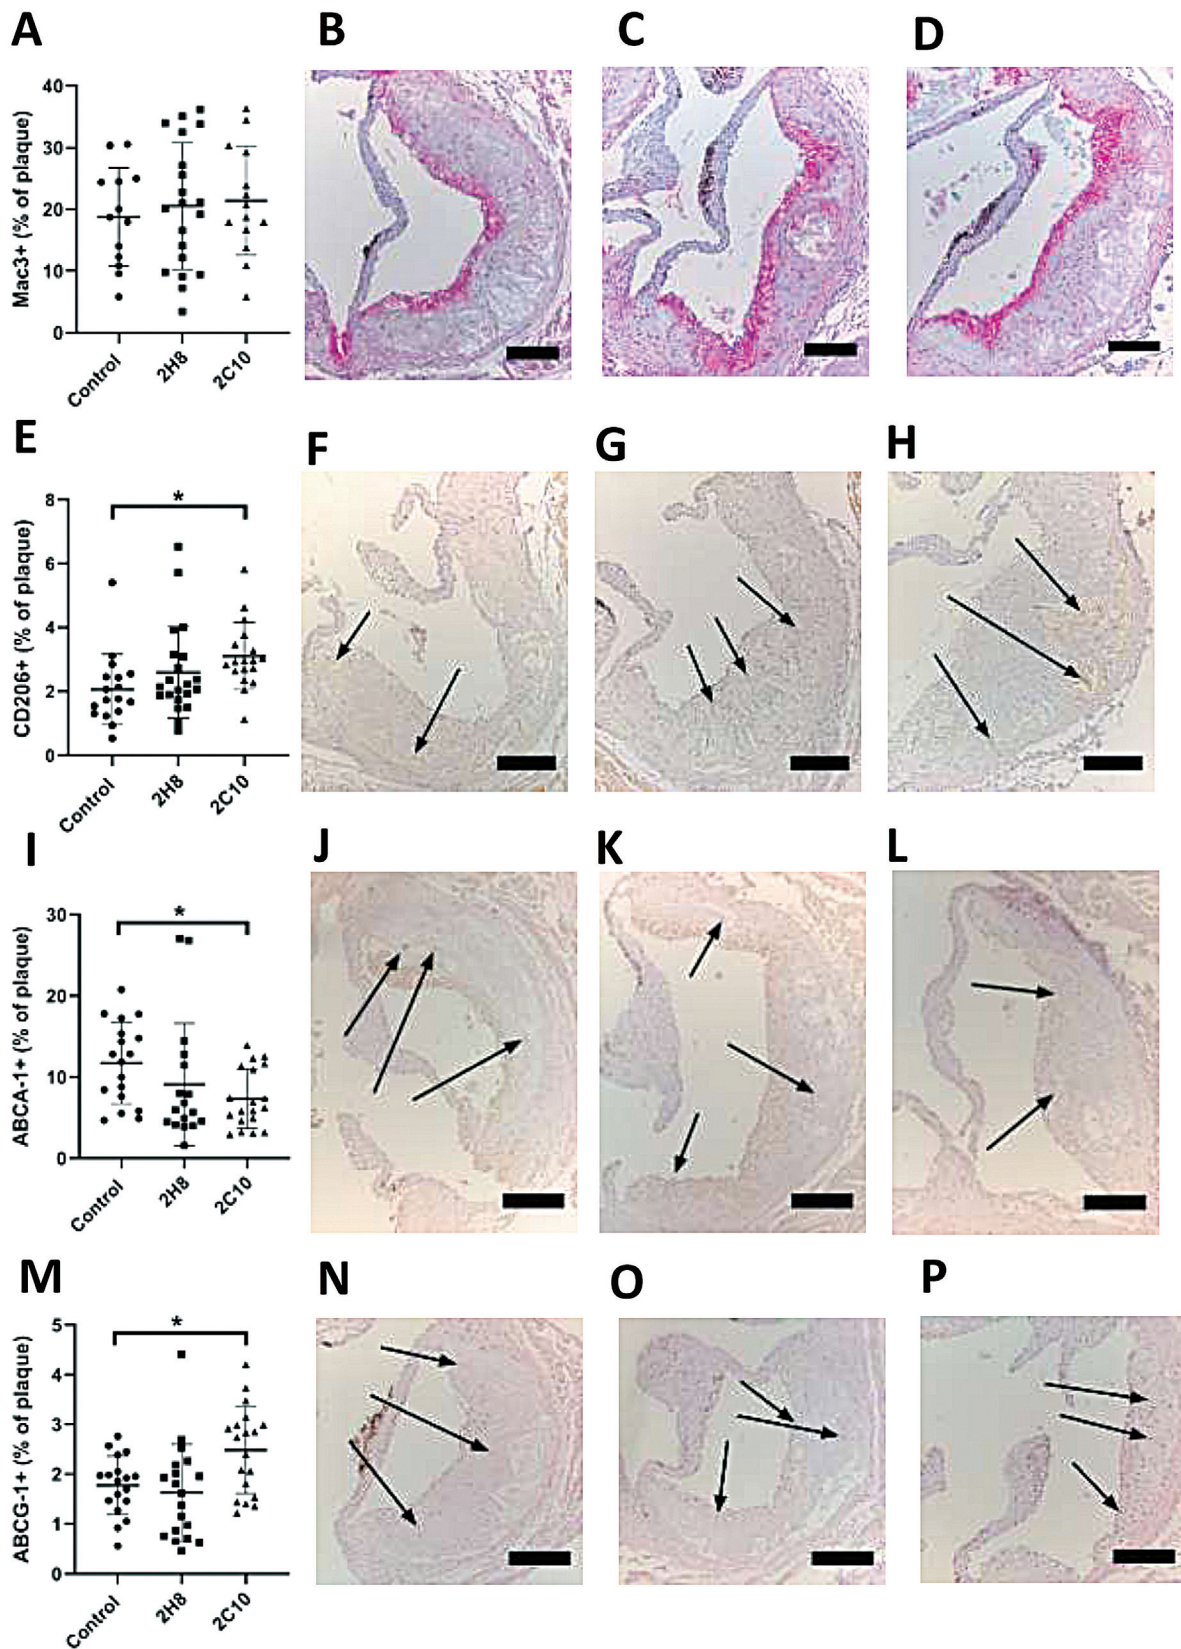 A
B
C
D
Mac3+ (% of plaque)
40
30
20
10
0
Control
2H8
2C10
E
F
G
H
CD206+ (% of plaque)
8
6
4
2
0
*
Control
2H8
2C10
I
J
K
L
ABCA-1+ (% of plaque)
30
20
10
0
*
Control
2H8
2C10
M
N
O
P
ABCG-1+ (% of plaque)
5
4
3
2
1
0
*
Control
2H8
2C10